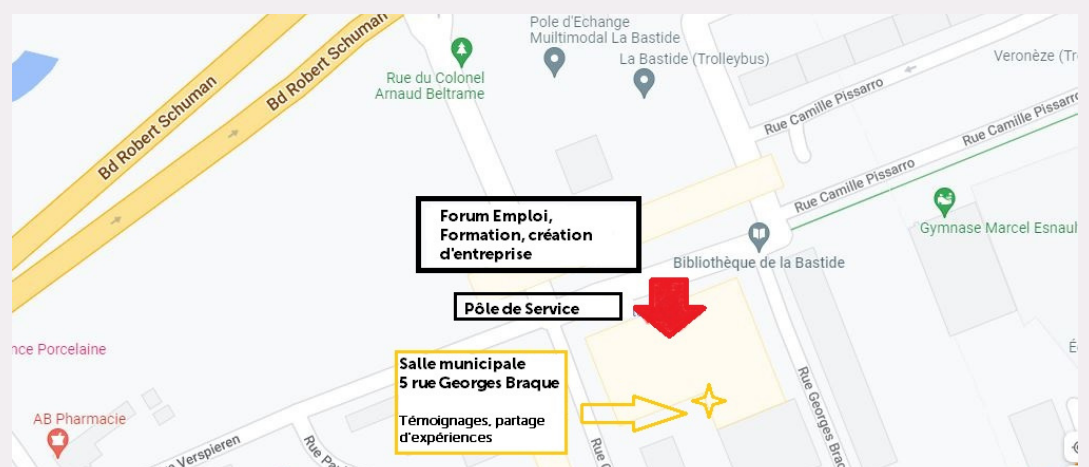 Pole d'Echange
Muiltimodal La Bastide
La Bastide (Trolleybus)
Veronèze (Tr
Rue du Colonel
Arnaud Beltrame
Bd Robert Schuman
Bd Robert Schuman
Rue Camille Pissarro
Rue Camille Pissarro
Rue Camille Pissarro
Gymnase Marcel Esnaul
Forum Emploi,
Formation, création
d'entreprise
Bibliothèque de la Bastide
Pôle de Service
nce Porcelaine
Salle municipale
5 rue Georges Braque
Témoignages, partage
d'expériences
AB Pharmacie
n Verspieren
Rue Pa
Rue G
Rue Georges Braq
É